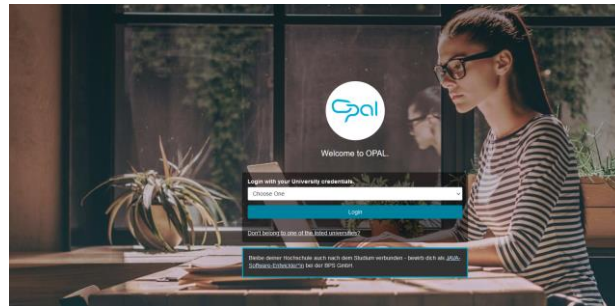 Opal
Welcome to OPAL.
Login with your University credentials.
Choose One
Login
Don't belong to one of the listed universities?
Bleibe deiner Hochschule auch nach dem Studium verbunden - bewirb dich als JAVA-
Software-Entwickler*in bei der BPS GmbH.